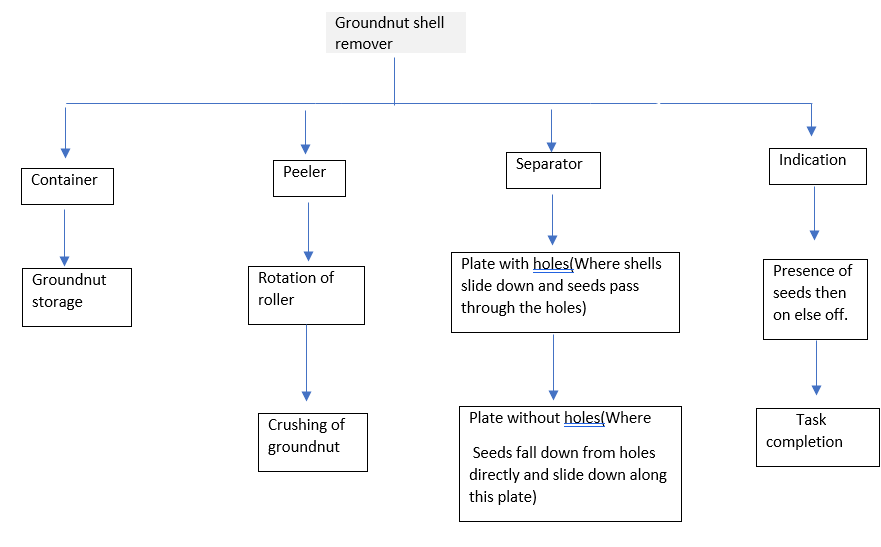 Groundnut shell
remover
Container
Peeler
Separator
Indication
Groundnut
storage
Rotation of
roller
Plate with holes(Where shells
slide down and seeds pass
through the holes)
Presence of
seeds then
on else off.
Crushing of
groundnut
Plate without holes(Where
Seeds fall down from holes
directly and slide down along
this plate)
Task
completion